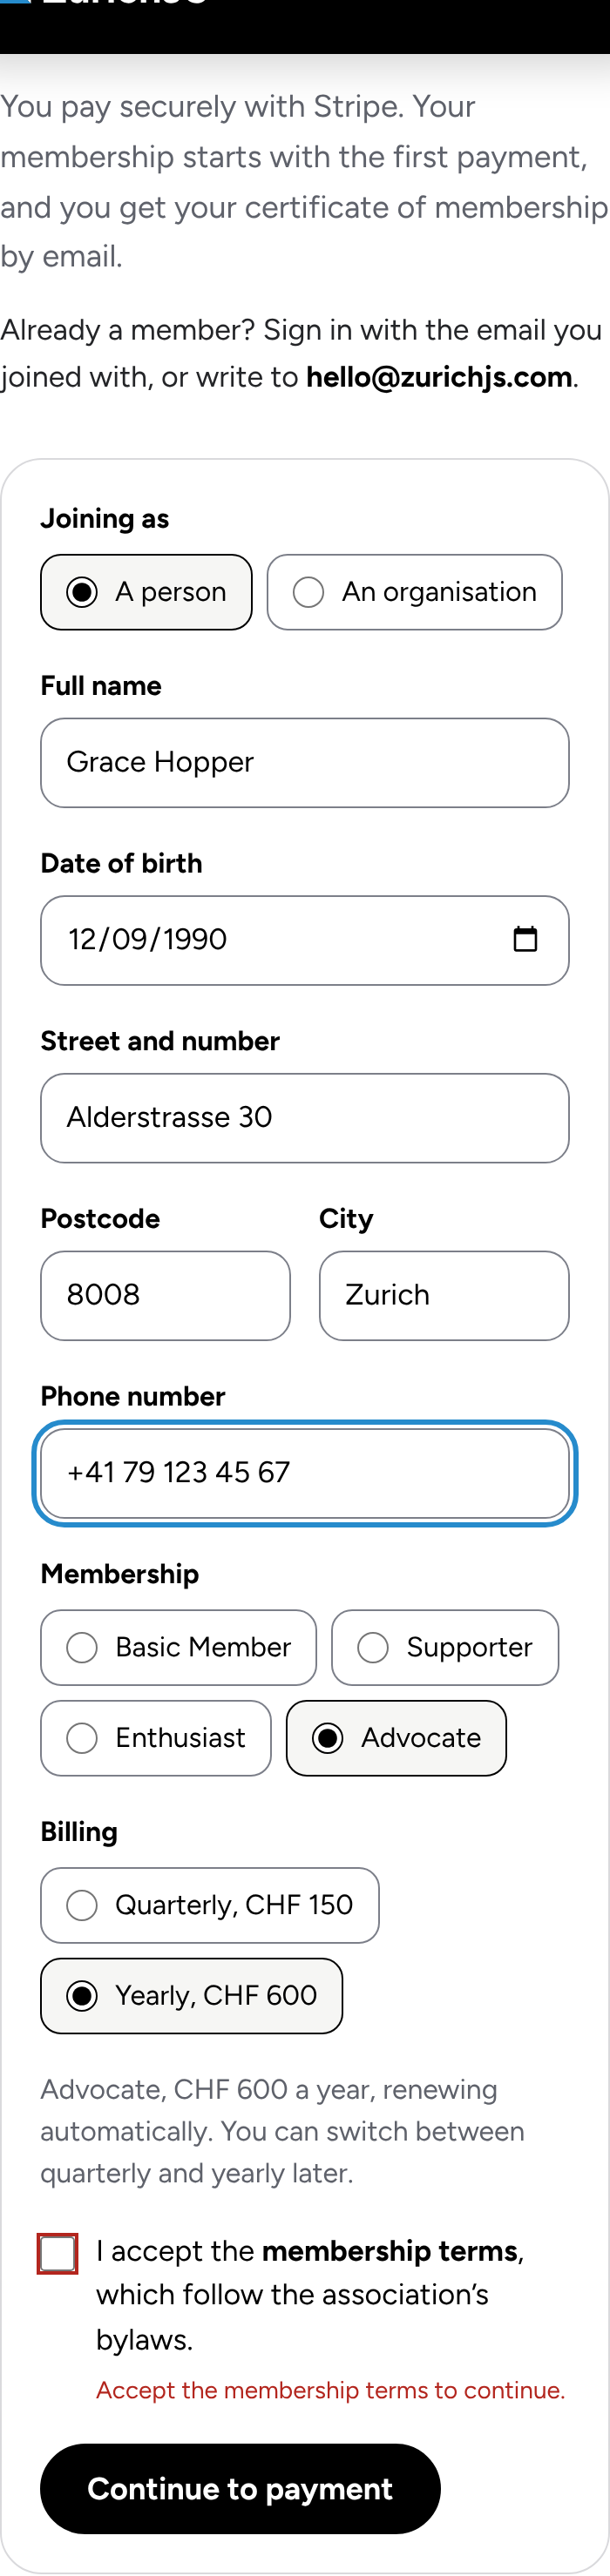 You pay securely with Stripe. Your
membership starts with the first payment,
and you get your certificate of membership
by email.
Already a member? Sign in with the email you
joined with, or write to hello@zurichjs.com.
Joining as
A person
An organisation
Full name
Grace Hopper
Date of birth
12/09/1990
Street and number
Alderstrasse 30
Postcode
City
8008
Zurich
Phone number
+41 79 123 45 67
Membership
Basic Member
Supporter
Enthusiast
Advocate
Billing
Quarterly, CHF 150
Yearly, CHF 600
Advocate, CHF 600 a year, renewing
automatically. You can switch between
quarterly and yearly later.
I accept the membership terms,
which follow the association’s
bylaws.
Accept the membership terms to continue.
Continue to payment